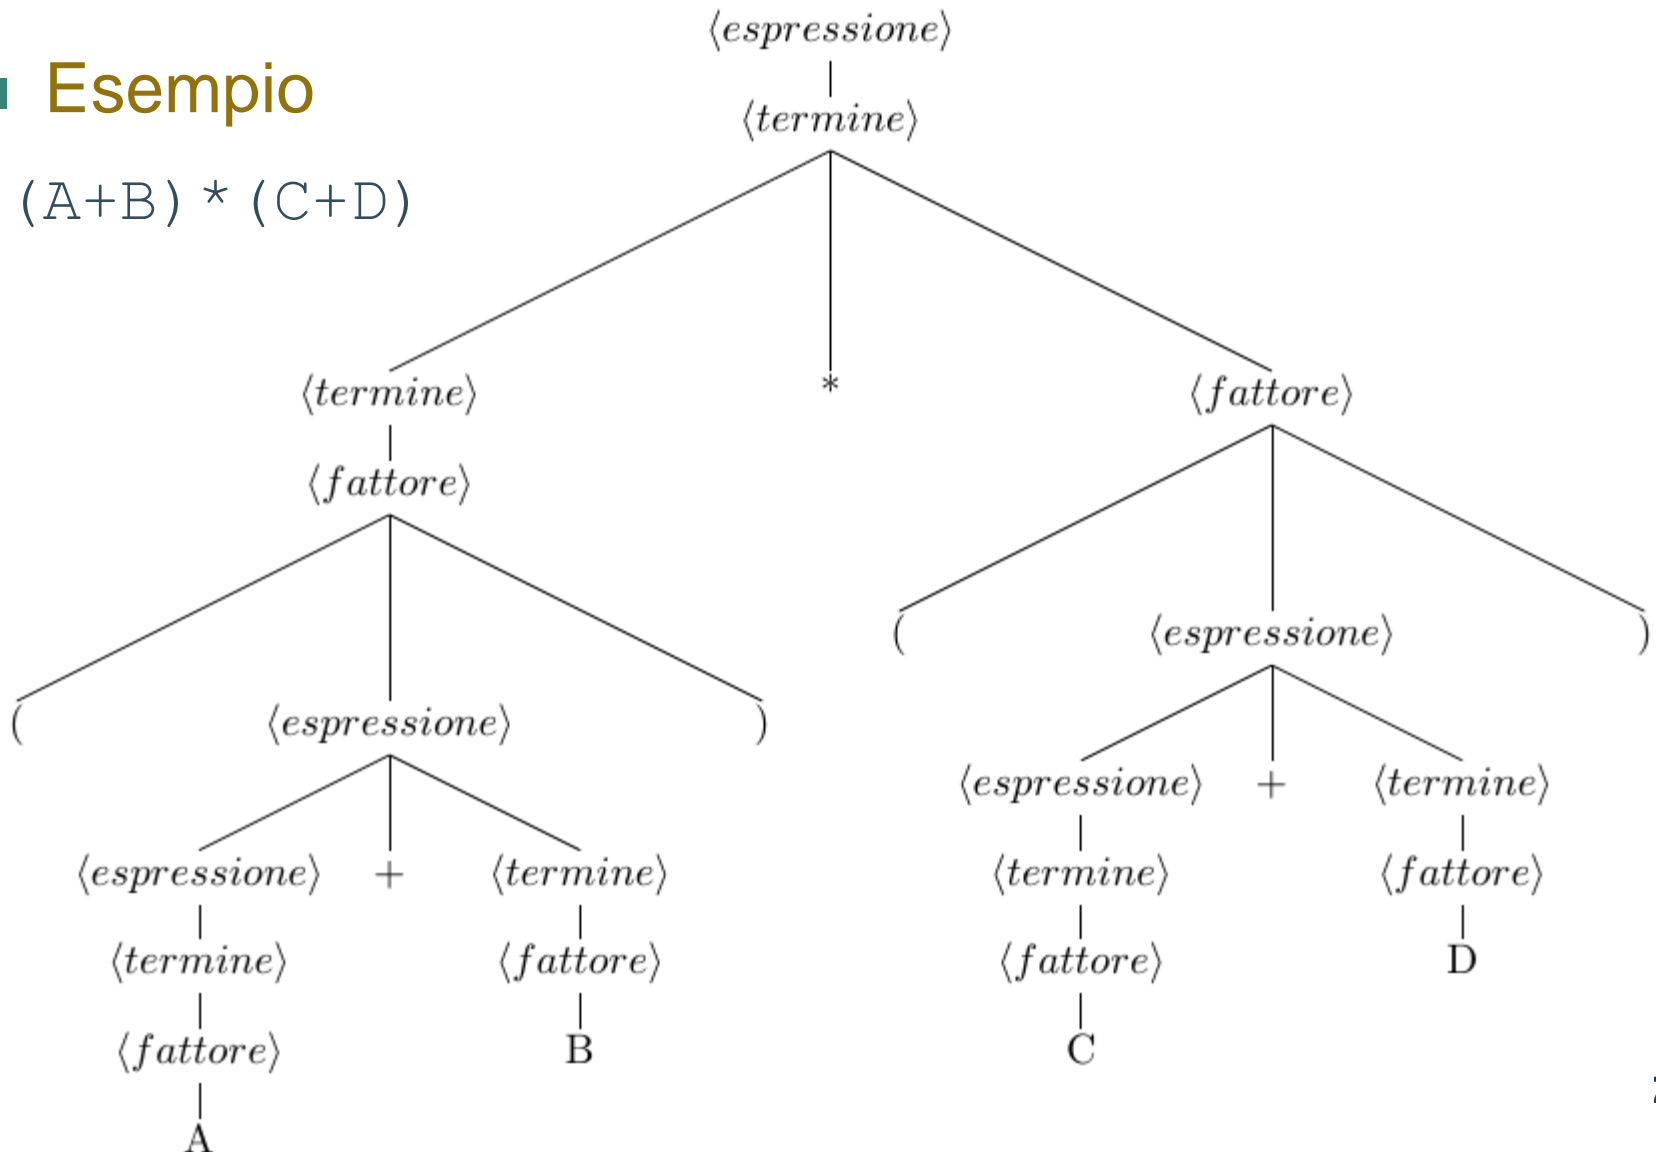 ⟨espressione⟩
Esempio
⟨termine⟩
(A+B)*(C+D)
⟨termine⟩ * ⟨fattore⟩
⟨fattore⟩
( ⟨espressione⟩ )
( ⟨espressione⟩ )
⟨espressione⟩ + ⟨termine⟩
⟨espressione⟩ + ⟨termine⟩ ⟨termine⟩ ⟨fattore⟩
⟨termine⟩ ⟨fattore⟩ ⟨fattore⟩ D
⟨fattore⟩ B C
A